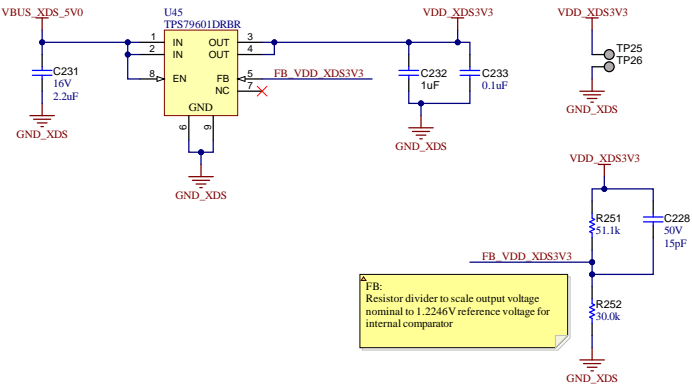 VBUS_XDS_5V0
U45
TPS79601DRBR
VDD_XDS3V3
VDD_XDS3V3
1
IN
OUT
3
2
IN
OUT
4
8
EN
FB
5
FB_VDD_XDS3V3
NC
7
GND
6
9
C231
16V
2.2uF
GND_XDS
GND_XDS
C232
1uF
C233
0.1uF
GND_XDS
TP25
TP26
GND_XDS
VDD_XDS3V3
R251
51.1k
C228
50V
15pF
FB_VDD_XDS3V3
FB:
Resistor divider to scale output voltage
nominal to 1.2246V reference voltage for
internal comparator
R252
30.0k
GND_XDS